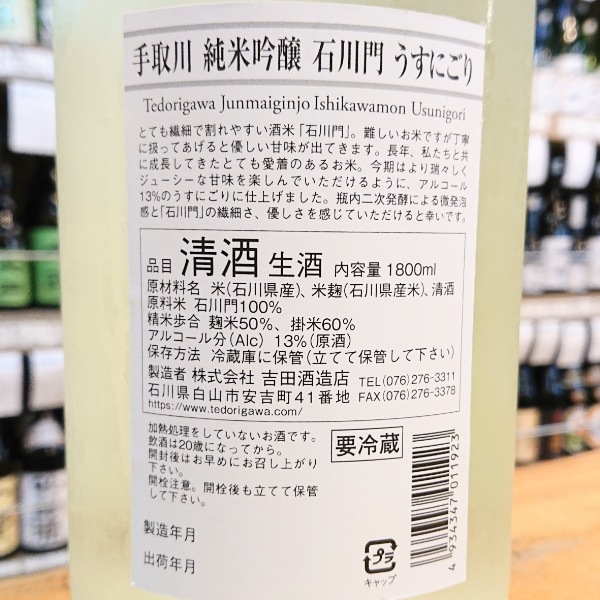 手取川 純米吟醸 石川門 うすにごり
Tedorigawa Junmaiginjo Ishikawamon Usunigori
とても繊細で割れやすい酒米「石川門」。難しいお米ですが丁寧
に扱ってあげると優しい甘味が出てきます。長年、私たちと共
に成長してきたとても愛着のあるお米。今期はより瑞々しく
ジューシーな甘味を楽しんでいただけるように、アルコール
13%のうすにごりに仕上げました。瓶内二次発酵による微発泡
感と「石川門」の繊細さ、優しさを感じていただけると幸いです。
品目 清酒 生酒 内容量 1800ml
原材料名 米(石川県産)、米麹(石川県産米)、清酒
原料米 石川門100%
精米歩合 麹米50%、掛米60%
アルコール分(Alc) 13%(原酒)
保存方法 冷蔵庫に保管(立てて保管して下さい)
製造者 株式会社 吉田酒造店 TEL(076)276-3311
石川県白山市安吉町41番地 FAX(076)276-3378
https://www.tedorigawa.com/
加熱処理をしていないお酒です。
飲酒は20歳になってから。
開封後はお早めにお召し上がり
下さい。
開栓注意。開栓後も立てて保管
して下さい。
要冷蔵
製造年月
出荷年月
プラ
キャップ
4 934347 011923